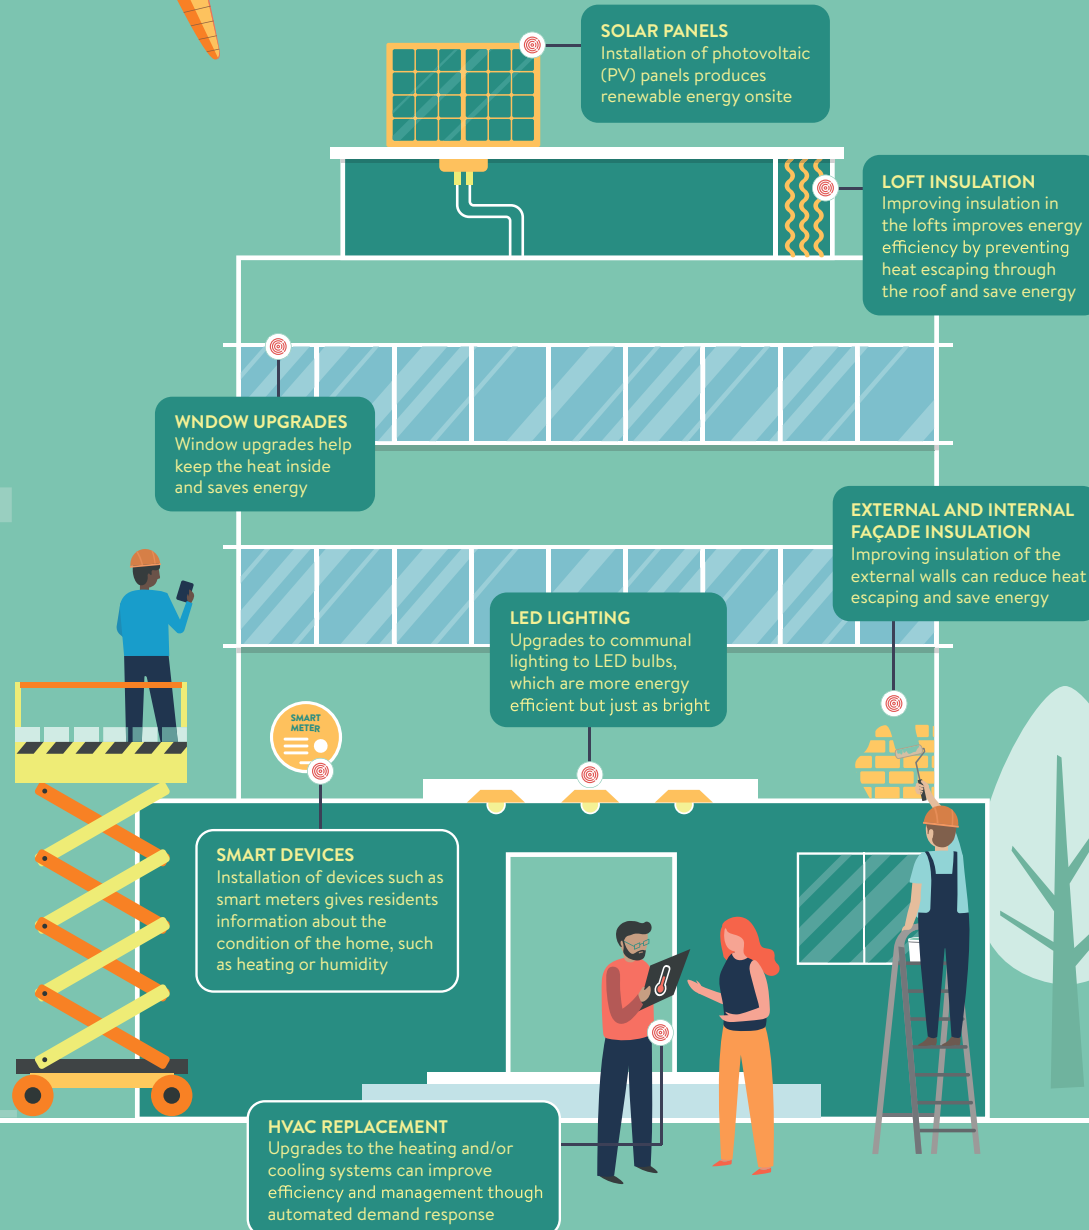 SOLAR PANELS
Installation of photovoltaic
(PV) panels produces
renewable energy onsite
LOFT INSULATION
Improving insulation in
the lofts improves energy
efficiency by preventing
heat escaping through
the roof and save energy
WNDOW UPGRADES
Window upgrades help
keep the heat inside
and saves energy
EXTERNAL AND INTERNAL
FAÇADE INSULATION
Improving insulation of the
external walls can reduce heat
escaping and save energy
LED LIGHTING
Upgrades to communal
lighting to LED bulbs,
which are more energy
efficient but just as bright
SMART
METER
SMART DEVICES
Installation of devices such as
smart meters gives residents
information about the
condition of the home, such
as heating or humidity
HVAC REPLACEMENT
Upgrades to the heating and/or
cooling systems can improve
efficiency and management though
automated demand response